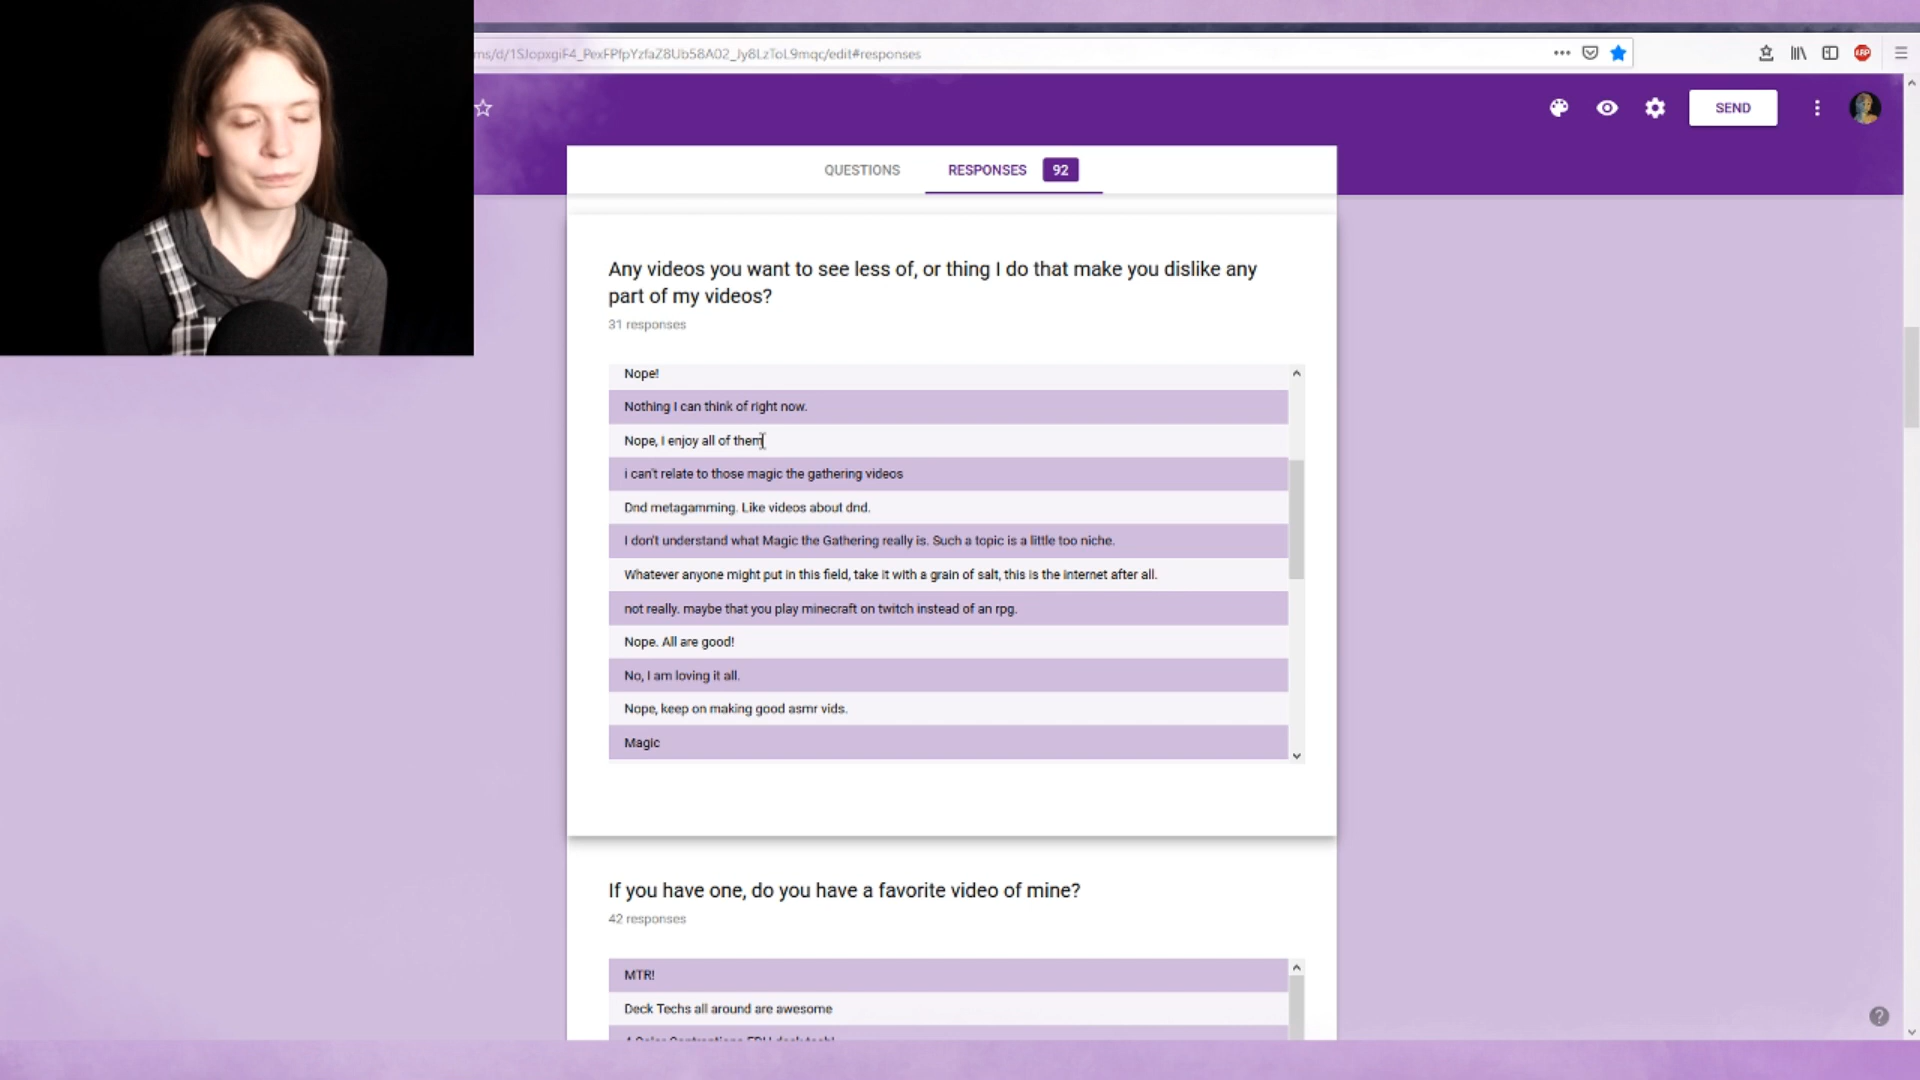 ms/d/1SJopxgiF4_PexFPfpYzfaZ8Ub58A02_Jy8LzToL9mqc/edit#responses
SEND
QUESTIONS
RESPONSES
92
Any videos you want to see less of, or thing I do that make you dislike any
part of my videos?
31 responses
Nope!
Nothing I can think of right now.
Nope, I enjoy all of them
i can't relate to those magic the gathering videos
Dnd metagamming. Like videos about dnd.
I don't understand what Magic the Gathering really is. Such a topic is a little too niche.
Whatever anyone might put in this field, take it with a grain of salt, this is the internet after all.
not really. maybe that you play minecraft on twitch instead of an rpg.
Nope. All are good!
No, I am loving it all.
Nope, keep on making good asmr vids.
Magic
If you have one, do you have a favorite video of mine?
42 responses
MTR!
Deck Techs all around are awesome